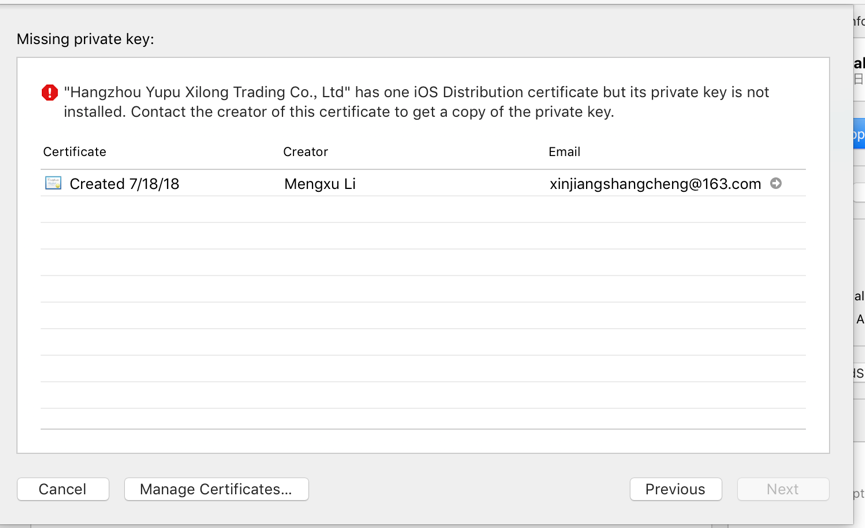 Missing private key:
"Hangzhou Yupu Xilong Trading Co., Ltd" has one iOS Distribution certificate but its private key is not
installed. Contact the creator of this certificate to get a copy of the private key.
Certificate Creator Email
Created 7/18/18 Mengxu Li xinjiangshangcheng@163.com
Cancel Manage Certificates... Previous Next